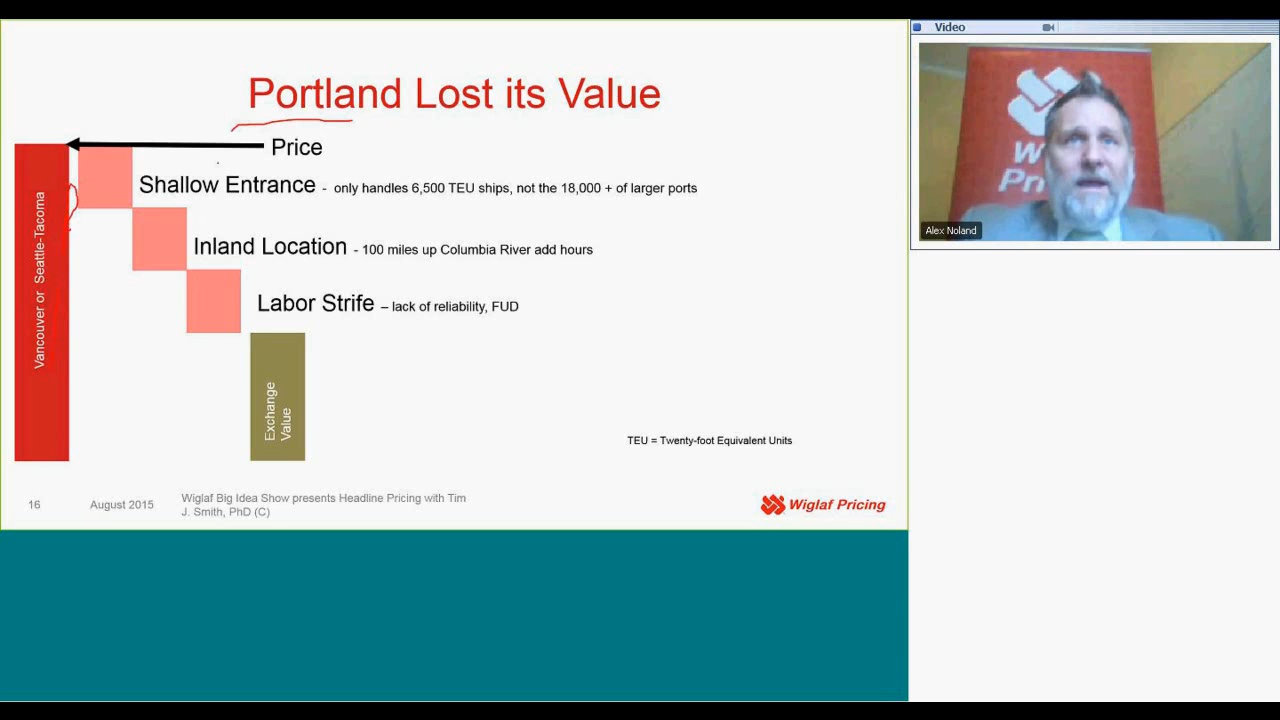 Portland Lost its Value
Price
Shallow Entrance - only handles 6,500 TEU ships, not the 18,000 + of larger ports
Inland Location - 100 miles up Columbia River add hours
Labor Strife – lack of reliability, FUD
Vancouver or Seattle-Tacoma
Exchange
Value
TEU = Twenty-foot Equivalent Units
16
August 2015
Wiglaf Big Idea Show presents Headline Pricing with Tim
J. Smith, PhD (C)
Wiglaf Pricing
Video
Alex Noland